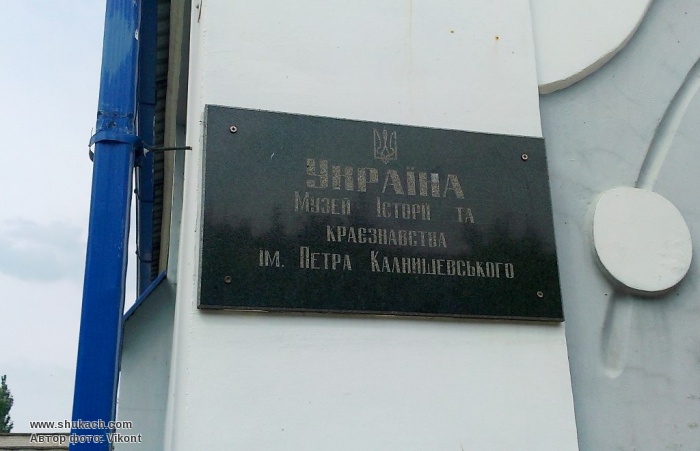 УКРАЇНА
Музей Історії та
краєзнавства
ім. Петра Калнишевського
www.shukach.com
Автор фото: Vikont